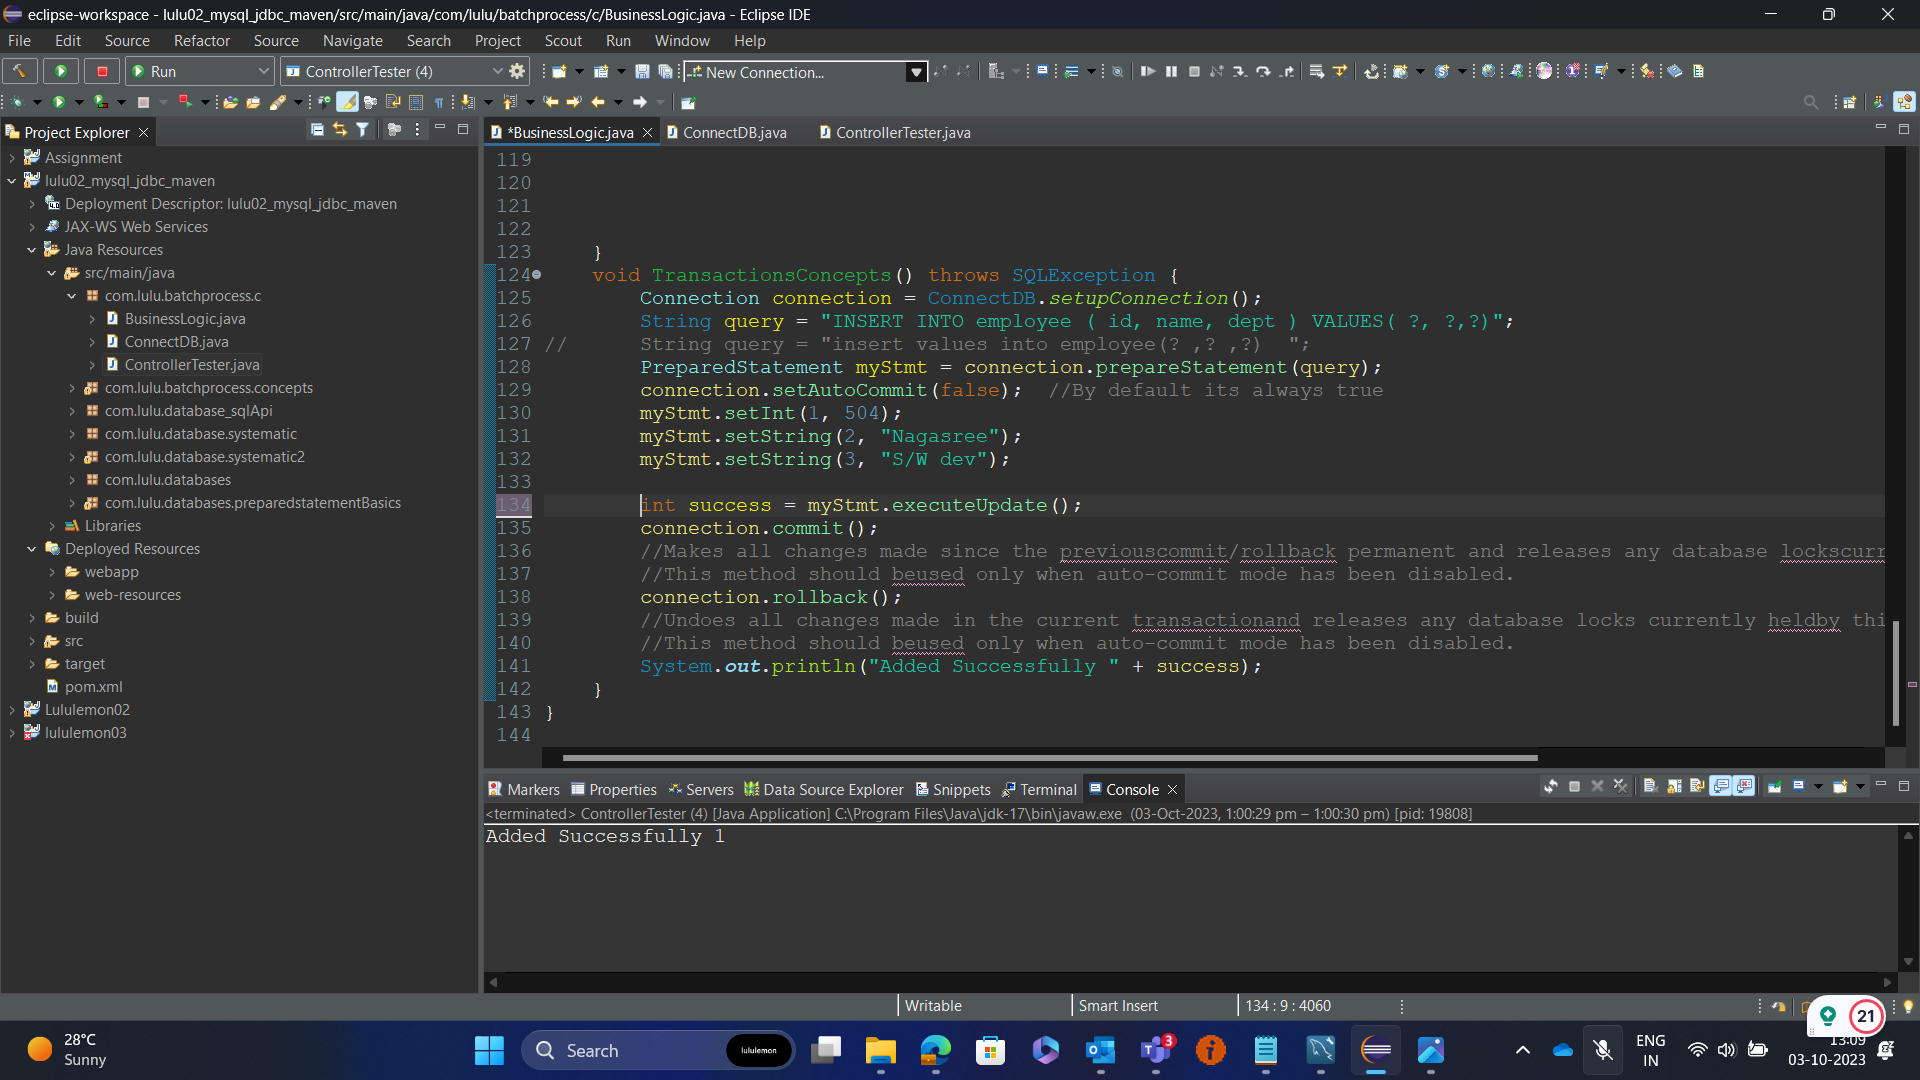 eclipse-workspace - lulu02_mysql_jdbc_maven/src/main/java/com/lulu/batchprocess/c/BusinessLogic.java - Eclipse IDE
File Edit Source Refactor Source Navigate Search Project Scout Run Window Help
Run ControllerTester (4) New Connection...
Project Explorer
Assignment
lulu02_mysql_jdbc_maven
Deployment Descriptor: lulu02_mysql_jdbc_maven
JAX-WS Web Services
Java Resources
src/main/java
com.lulu.batchprocess.c
BusinessLogic.java
ConnectDB.java
ControllerTester.java
com.lulu.batchprocess.concepts
com.lulu.database_sqlApi
com.lulu.database.systematic
com.lulu.database.systematic2
com.lulu.databases
com.lulu.databases.preparedstatementBasics
Libraries
Deployed Resources
webapp
web-resources
build
src
target
pom.xml
Lululemon02
lululemon03
*BusinessLogic.java ConnectDB.java ControllerTester.java
119
120
121
122
123 }
124 void TransactionsConcepts() throws SQLException {
125 Connection connection = ConnectDB.setupConnection();
126 String query = "INSERT INTO employee ( id, name, dept ) VALUES( ?, ?,?)";
127 // String query = "insert values into employee(? ,? ,?) ";
128 PreparedStatement myStmt = connection.prepareStatement(query);
129 connection.setAutoCommit(false); //By default its always true
130 myStmt.setInt(1, 504);
131 myStmt.setString(2, "Nagasree");
132 myStmt.setString(3, "S/W dev");
133
134 int success = myStmt.executeUpdate();
135 connection.commit();
136 //Makes all changes made since the previouscommit/rollback permanent and releases any database lockscurr
137 //This method should beused only when auto-commit mode has been disabled.
138 connection.rollback();
139 //Undoes all changes made in the current transactionand releases any database locks currently heldby thi
140 //This method should beused only when auto-commit mode has been disabled.
141 System.out.println("Added Successfully " + success);
142 }
143 }
144
Markers Properties Servers Data Source Explorer Snippets Terminal Console
<terminated> ControllerTester (4) [Java Application] C:\Program Files\Java\jdk-17\bin\javaw.exe (03-Oct-2023, 1:00:29 pm – 1:00:30 pm) [pid: 19808]
Added Successfully 1
Writable Smart Insert 134 : 9 : 4060
21
28°C
Sunny
Search
lululemon
3
ENG
IN
13:09
03-10-2023